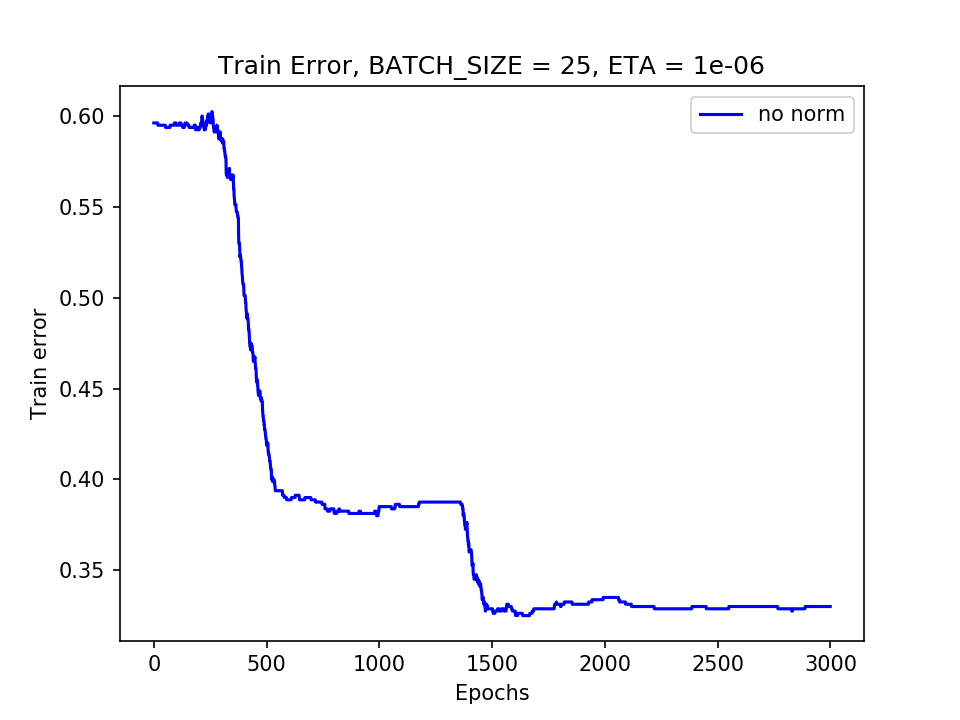 Train Error, BATCH_SIZE = 25, ETA = 1e-06
no norm
0.60
0.55
0.50
0.45
0.40
0.35
Train error
0 500 1000 1500 2000 2500 3000
Epochs